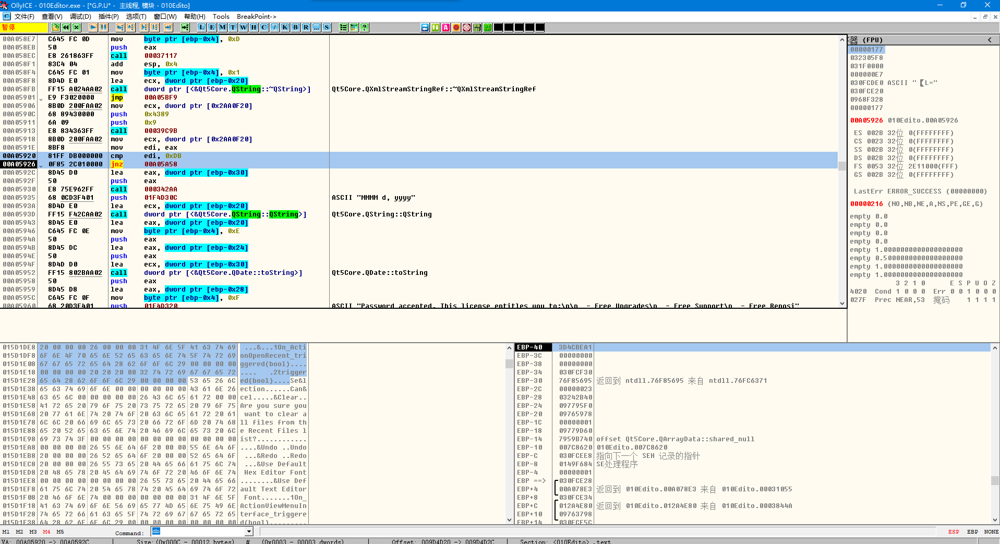 OllyICE - 010Editor.exe - [*G.P.U* - 主线程, 模块 - 010Edito]
C 文件(F) 查看(V) 调试(D) 插件(P) 选项(T) 窗口(W) 帮助(H) Tools BreakPoint->
暂停 L E M T W H C / K B R ... S ? A
00A058E7 C645 FC 0D mov byte ptr [ebp-0x4], 0xD
00A058EB 50 push eax
00A058EC E8 261863FF call 00037117
00A058F1 83C4 04 add esp, 0x4
00A058F4 C645 FC 01 mov byte ptr [ebp-0x4], 0x1
00A058F8 8D4D E0 lea ecx, dword ptr [ebp-0x20]
00A058FB FF15 A024AA02 call dword ptr [<&Qt5Core.QString::~QString>] Qt5Core.QXmlStreamStringRef::~QXmlStreamStringRef
00A05901 E9 F3020000 jmp 00A05BF9
00A05906 8B0D 200FAA02 mov ecx, dword ptr [0x2AA0F20]
00A0590C 68 89430000 push 0x4389
00A05911 6A 09 push 0x9
00A05913 E8 834363FF call 00039C9B
00A05918 8B0D 200FAA02 mov ecx, dword ptr [0x2AA0F20]
00A0591E 8BF8 mov edi, eax
00A05920 81FF DB000000 cmp edi, 0xDB
00A05926 0F85 2C010000 jnz 00A05A58
00A0592C 8D45 D0 lea eax, dword ptr [ebp-0x30]
00A0592F 50 push eax
00A05930 E8 75E962FF call 000342AA
00A05935 68 0CD3F401 push 01F4D30C ASCII "MMMM d, yyyy"
00A0593A 8D4D E0 lea ecx, dword ptr [ebp-0x20]
00A0593D FF15 F42CAA02 call dword ptr [<&Qt5Core.QString::QString>] Qt5Core.QString::QString
00A05943 8D45 E0 lea eax, dword ptr [ebp-0x20]
00A05946 C645 FC 0E mov byte ptr [ebp-0x4], 0xE
00A0594A 50 push eax
00A0594B 8D45 DC lea eax, dword ptr [ebp-0x24]
00A0594E 50 push eax
00A0594F 8D4D D0 lea ecx, dword ptr [ebp-0x30]
00A05952 FF15 802BAA02 call dword ptr [<&Qt5Core.QDate::toString>] Qt5Core.QDate::toString
00A05958 50 push eax
00A05959 8D45 D8 lea eax, dword ptr [ebp-0x28]
00A0595C C645 FC 0F mov byte ptr [ebp-0x4], 0xF
00A05960 68 20D3F401 push 01F4D320 ASCII "Password accepted. This license entitles you to:\n\n - Free Upgrades\n - Free Support\n - Free Reposi"
器 (FPU) <
00000177
032305F8
031F0000
000000E7
030FCDE0 ASCII "【L="
030FCE20
0968F328
00000177
00A05926 010Edito.00A05926
ES 002B 32位 0(FFFFFFFF)
CS 0023 32位 0(FFFFFFFF)
SS 002B 32位 0(FFFFFFFF)
DS 002B 32位 0(FFFFFFFF)
FS 0053 32位 2E11000(FFF)
GS 002B 32位 0(FFFFFFFF)
LastErr ERROR_SUCCESS (00000000)
00000216 (NO,NB,NE,A,NS,PE,GE,G)
empty 0.0
empty 0.0
empty 0.0
empty 0.0
empty 1.0000000000000000000
empty 0.5000000000000000000
empty 1.0000000000000000000
empty 1.0000000000000000000
3 2 1 0 E S P U O Z
4020 Cond 1 0 0 0 Err 0 0 1 0 0 0
027F Prec NEAR,53 掩码 1 1 1 1
015D1DE8 20 00 00 00 26 00 00 00 31 4F 6E 5F 41 63 74 69 ...&...1On_Acti
015D1DF8 6F 6E 4F 70 65 6E 52 65 63 65 6E 74 5F 74 72 69 onOpenRecent_tri
015D1E08 67 67 65 72 65 64 28 62 6F 6F 6C 29 00 00 00 00 ggered(bool)....
015D1E18 00 00 00 00 20 20 20 00 32 74 72 69 67 67 65 72 .... .2trigger
015D1E28 65 64 28 62 6F 6F 6C 29 00 00 00 00 53 65 26 6C ed(bool)....Se&l
015D1E38 65 63 74 69 6F 6E 00 00 00 00 00 00 43 61 6E 26 ection......Can&
015D1E48 63 65 6C 00 00 00 00 00 26 43 6C 65 61 72 00 00 cel.....&Clear..
015D1E58 41 72 65 20 79 6F 75 20 73 75 72 65 20 79 6F 75 Are you sure you
015D1E68 20 77 61 6E 74 20 74 6F 20 63 6C 65 61 72 20 61 want to clear a
015D1E78 6C 6C 20 66 69 6C 65 73 20 66 72 6F 6D 20 74 68 ll files from th
015D1E88 65 20 52 65 63 65 6E 74 20 46 69 6C 65 73 20 6C e Recent Files l
015D1E98 69 73 74 3F 00 00 00 00 00 00 00 00 00 00 00 00 ist?............
015D1EA8 00 00 00 00 26 55 6E 64 6F 20 00 00 55 6E 64 6F ....&Undo ..Undo
015D1EB8 20 00 00 00 26 52 65 64 6F 20 00 00 52 65 64 6F ...&Redo ..Redo
015D1EC8 20 00 00 00 26 55 73 65 20 44 65 66 61 75 6C 74 ...&Use Default
015D1ED8 20 48 65 78 20 45 64 69 74 6F 72 20 46 6F 6E 74 Hex Editor Font
015D1EE8 00 00 00 00 00 00 00 00 26 55 73 65 20 44 65 66 ........&Use Def
015D1EF8 61 75 6C 74 20 54 65 78 74 20 45 64 69 74 6F 72 ault Text Editor
015D1F08 20 46 6F 6E 74 00 00 00 00 00 00 00 31 4F 6E 5F Font.......1On_
015D1F18 41 63 74 69 6F 6E 56 69 65 77 4D 65 6E 75 49 6E ActionViewMenuIn
015D1F28 74 65 72 66 61 63 65 5F 74 72 69 67 67 65 72 65 terface_triggere
015D1F38 64 28 62 6F 6F 6C 29 00 00 00 00 00 00 00 00 00 d(bool).........
EBP-40 3D4CBEA1
EBP-3C 00000000
EBP-38 00000000
EBP-34 030FCF30
EBP-30 76F85695 返回到 ntdll.76F85695 来自 ntdll.76FC6371
EBP-2C 00000023
EBP-28 03242B40
EBP-24 097795F0
EBP-20 09765978
EBP-1C 00000001
EBP-18 09779D60
EBP-14 7959B740 offset Qt5Core.QArrayData::shared_null
EBP-10 007C8620 010Edito.007C8620
EBP-C 030FCEE8 指向下一个 SEH 记录的指针
EBP-8 0149F684 SE处理程序
EBP-4 00000001
EBP ==> 030FCE28
EBP+4 00A078E3 返回到 010Edito.00A078E3 来自 010Edito.00031055
EBP+8 030FCE34
EBP+C 012A4E80 返回到 010Edito.012A4E80 来自 010Edito.0003844A
EBP+10 09763798
EBP+14 030FCE5C
M1 M2 M3 M4 M5 Command: db ESP EBP NONE
VA: 00A05920 -> 00A0592C Size: (0x000C - 00012 bytes) # (0x0003 - 00003 dwords) Offset: 009D4D20 -> 009D4D2C Section: <010Edito> .text